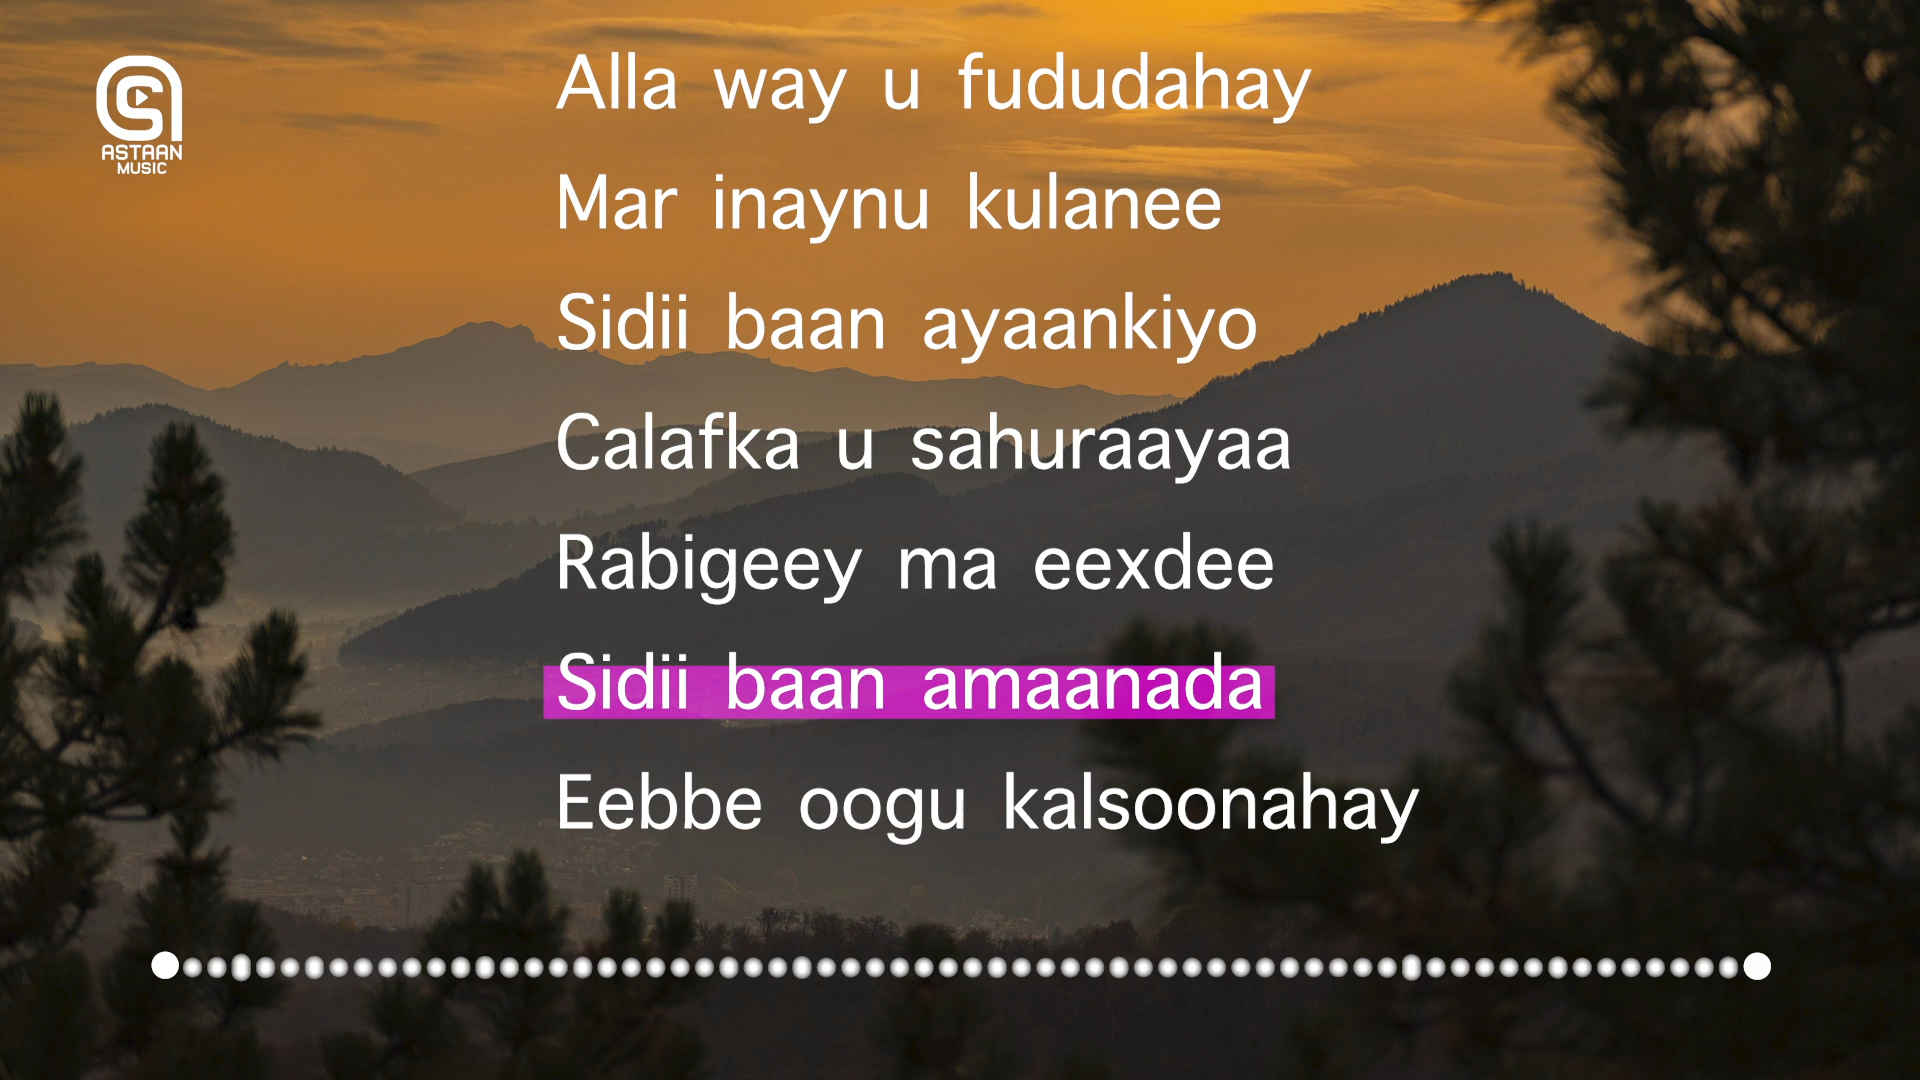 ASTAAN
MUSIC
Alla way u fududahay
Mar inaynu kulanee
Sidii baan ayaankiyo
Calafka u sahuraayaa
Rabigeey ma eexdee
Sidii baan amaanada
Eebbe oogu kalsoonahay